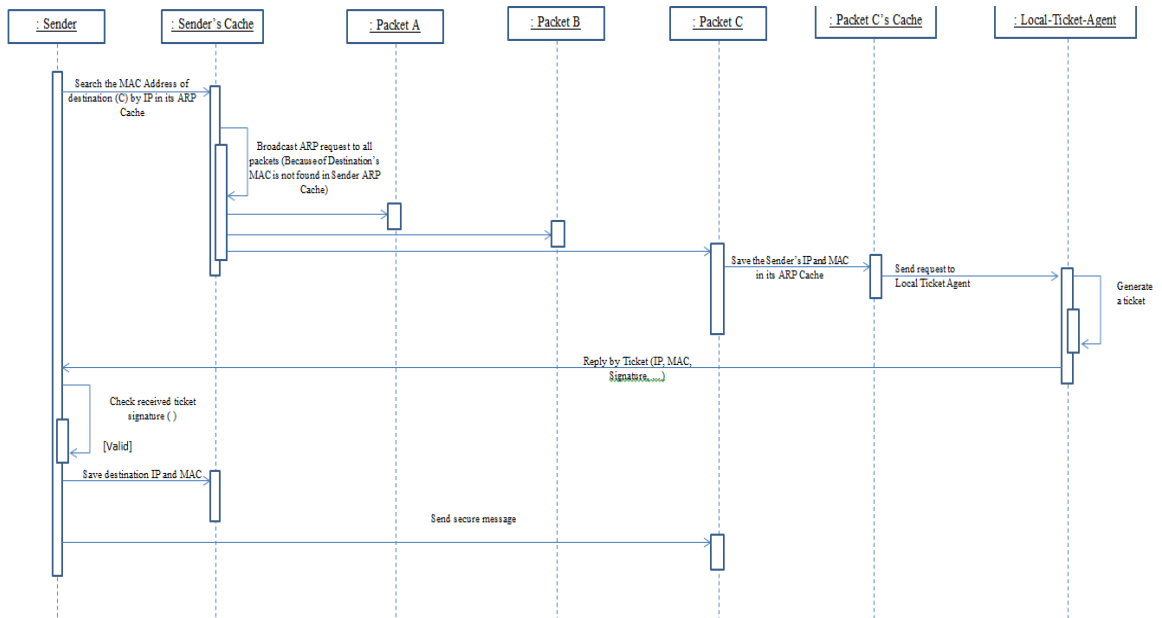 : Sender
: Sender's Cache
: Packet A
: Packet B
: Packet C
: Packet C's Cache
: Local-Ticket-Agent
Search the MAC Address of
destination (C) by IP in its ARP
Cache
Broadcast ARP request to all
packets (Because of Destination's
MAC is not found in Sender ARP
Cache)
Save the Sender's IP and MAC
in its ARP Cache
Send request to
Local Ticket Agent
Generate
a ticket
Reply by Ticket (IP, MAC,
Signature, ...)
Check received ticket
signature ( )
[Valid]
Save destination IP and MAC
Send secure message